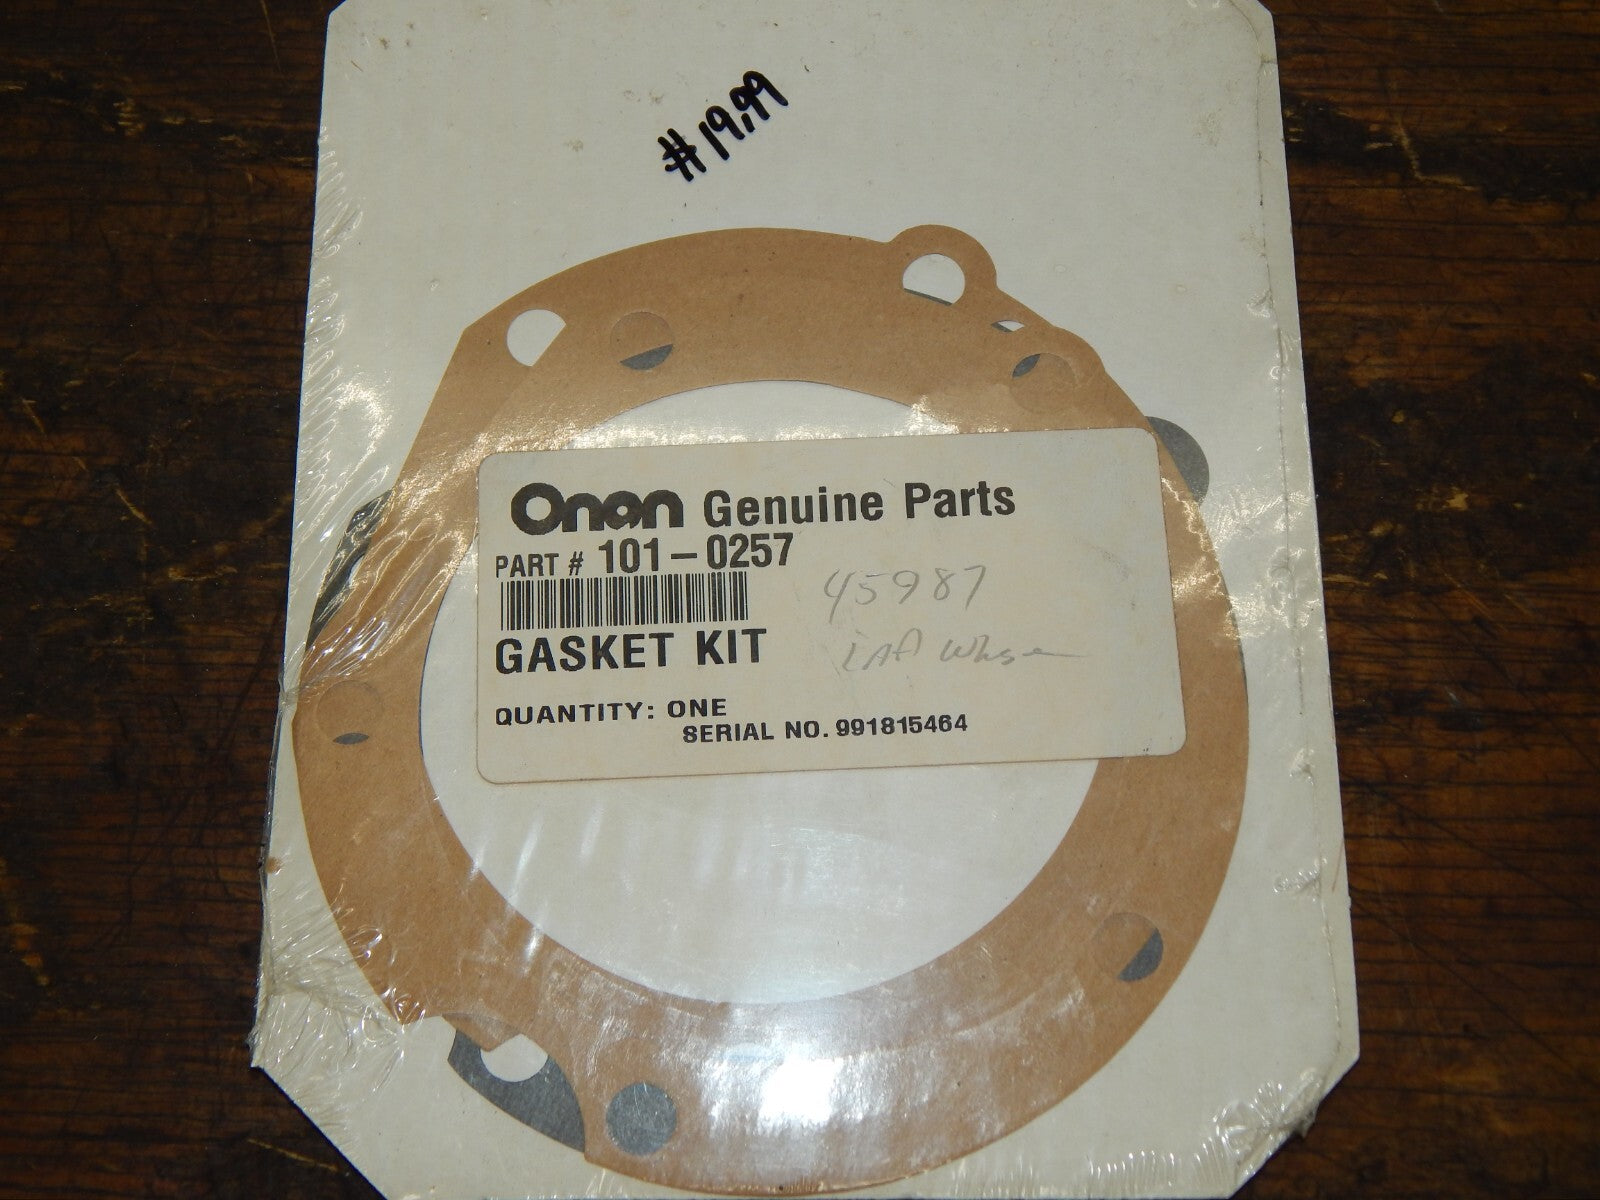 #19.99
Onan Genuine Parts
PART # 101-0257
45987
GASKET KIT
QUANTITY: ONE
SERIAL NO. 991815464